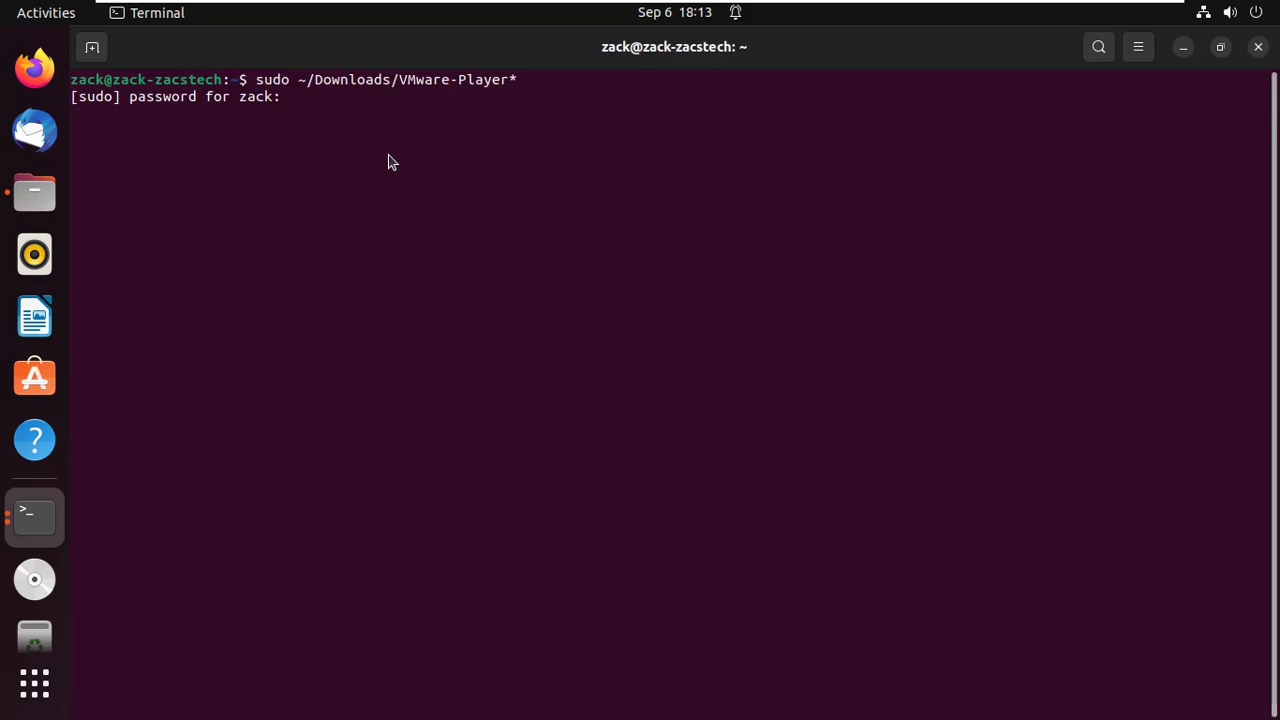 Activities
Terminal
Sep 6 18:13
zack@zack-zacstech: ~
zack@zack-zacstech:~$ sudo ~/Downloads/VMware-Player*
[sudo] password for zack:
>_
?